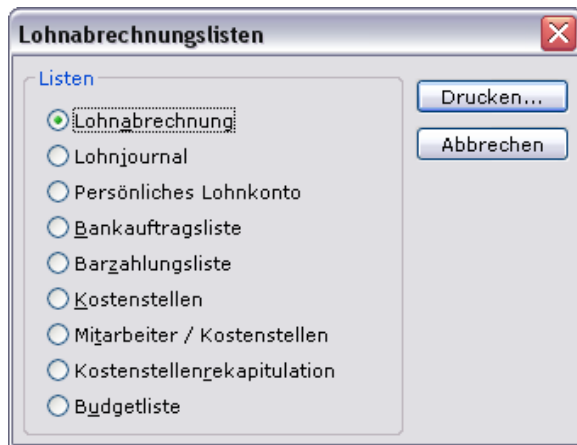 Lohnabrechnungslisten
Listen
Lohnabrechnung
Lohnjournal
Persönliches Lohnkonto
Bankauftragsliste
Barzahlungsliste
Kostenstellen
Mitarbeiter / Kostenstellen
Kostenstellenrekapitulation
Budgetliste
Drucken...
Abbrechen